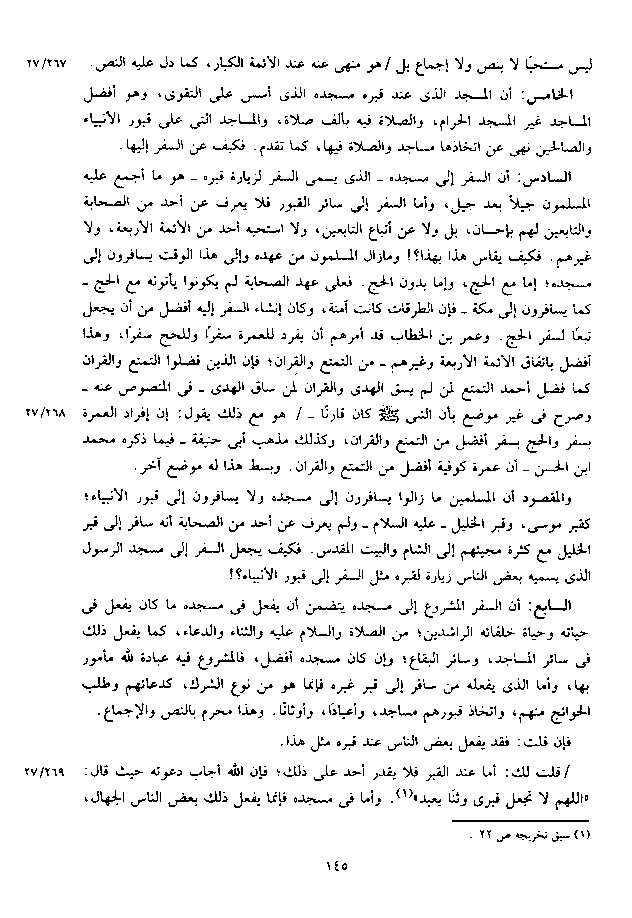 ليس مستحبًا لا بنص ولا إجماع بل / هو منهى عنه عند الأئمة الكبار، كما دل عليه النص. ٢٧/٢٦٧
الخامس: أن المسجد الذى عند قبره مسجده الذى أسس على التقوى، وهو أفضل
المساجد غير المسجد الحرام، والصلاة فيه بألف صلاة، والمساجد التى على قبور الأنبياء
والصالحين نهى عن اتخاذها مساجد والصلاة فيها، كما تقدم. فكيف عن السفر إليها.
السادس: أن السفر إلى مسجده ـ الذى يسمى السفر لزيارة قبره ـ هو ما أجمع عليه
المسلمون جيلاً بعد جيل، وأما السفر إلى سائر القبور فلا يعرف عن أحد من الصحابة
والتابعين لهم بإحسان، بل ولا عن أتباع التابعين، ولا استحبه أحد من الأئمة الأربعة، ولا
غيرهم. فكيف يقاس هذا بهذا؟! ومازال المسلمون من عهده وإلى هذا الوقت يسافرون إلى
مسجده؛ إما مع الحج، وإما بدون الحج. فعلى عهد الصحابة لم يكونوا يأتونه مع الحج ـ
كما يسافرون إلى مكة ـ فإن الطرقات كانت آمنة، وكان إنشاء السفر إليه أفضل من أن يجعل
تبعًا لسفر الحج. وعمر بن الخطاب قد أمرهم أن يفرد للعمرة سفرًا وللحج سفرًا، وهذا
أفضل باتفاق الأئمة الأربعة وغيرهم ـ من التمتع والقران؛ فإن الذين فضلوا التمتع والقران
كما فضل أحمد التمتع لمن لم يسق الهدى والقران لمن ساق الهدى ـ فى المنصوص عنه ـ
وصرح فى غير موضع بأن النبى ﷺ كان قارنًا ـ / هو مع ذلك يقول: إن إفراد العمرة ٢٧/٢٦٨
بسفر والحج بسفر أفضل من التمتع والقران، وكذلك مذهب أبى حنيفة ـ فيما ذكره محمد
ابن الحسن ـ أن عمرة كوفية أفضل من التمتع والقران. وبسط هذا له موضع آخر.
والمقصود أن المسلمين ما زالوا يسافرون إلى مسجده ولا يسافرون إلى قبور الأنبياء؛
كقبر موسى، وقبر الخليل ـ عليه السلام ـ ولم يعرف عن أحد من الصحابة أنه سافر إلى قبر
الخليل مع كثرة مجيئهم إلى الشام والبيت المقدس. فكيف يجعل السفر إلى مسجد الرسول
الذى يسميه بعض الناس زيارة لقبره مثل السفر إلى قبور الأنبياء؟!
السابع: أن السفر المشروع إلى مسجده يتضمن أن يفعل فى مسجده ما كان يفعل فى
حياته وحياة خلفائه الراشدين؛ من الصلاة والسلام عليه والثناء والدعاء، كما يفعل ذلك
فى سائر المساجد، وسائر البقاع؛ وإن كان مسجده أفضل، فالمشروع فيه عبادة لله مأمور
بها، وأما الذى يفعله من سافر إلى قبر غيره فإنما هو من نوع الشرك، كدعائهم وطلب
الحوائج منهم، واتخاذ قبورهم مساجد، وأعيادًا، وأوثانًا. وهذا محرم بالنص والإجماع.
فإن قلت: فقد يفعل بعض الناس عند قبره مثل هذا.
/ قلت لك: أما عند القبر فلا يقدر أحد على ذلك؛ فإن الله أجاب دعوته حيث قال: ٢٧/٢٦٩
«اللهم لا تجعل قبرى وثنًا يعبد»(١). وأما فى مسجده فإنما يفعل ذلك بعض الناس الجهال،
(١) سبق تخريجه ص ٢٢ .
١٤٥